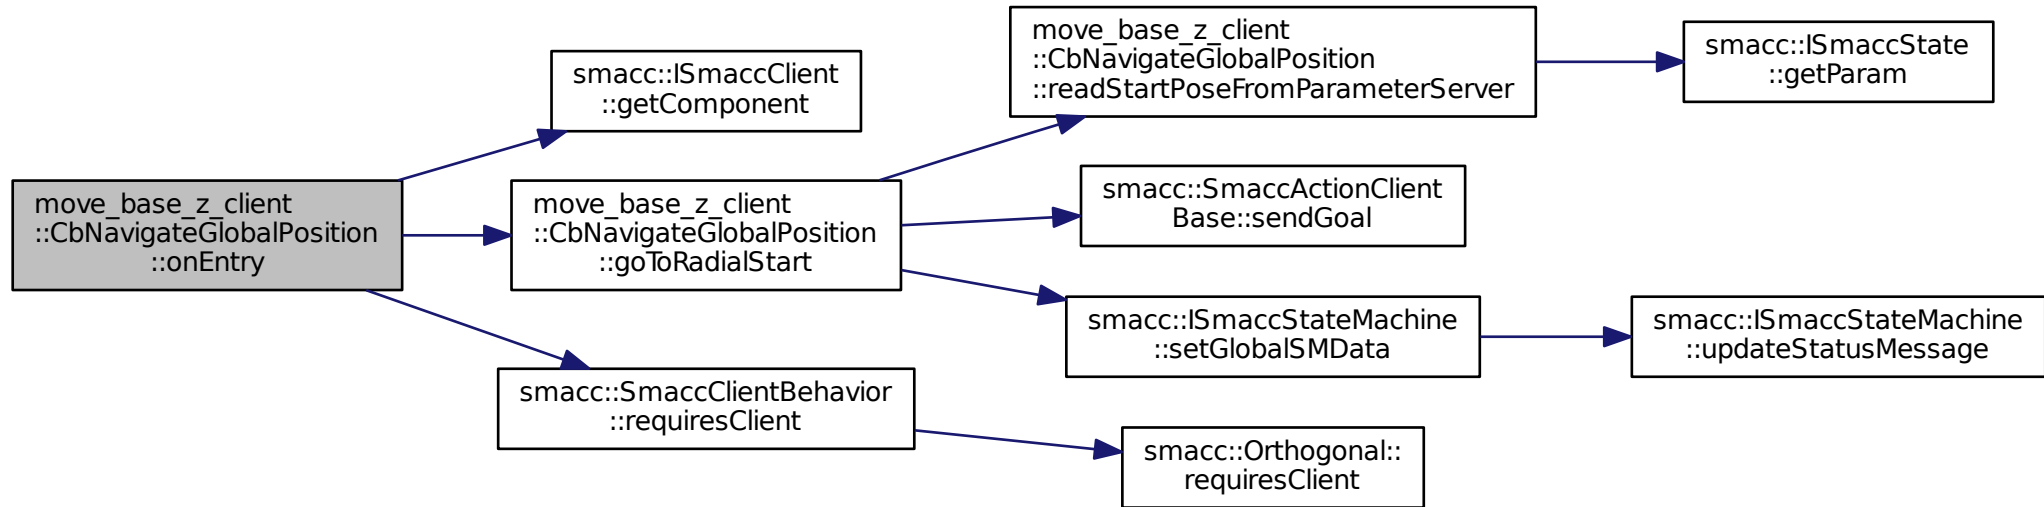 move_base_z_client
::CbNavigateGlobalPosition
::onEntry
smacc::ISmaccClient
::getComponent
move_base_z_client
::CbNavigateGlobalPosition
::goToRadialStart
smacc::SmaccClientBehavior
::requiresClient
move_base_z_client
::CbNavigateGlobalPosition
::readStartPoseFromParameterServer
smacc::SmaccActionClient
Base::sendGoal
smacc::ISmaccStateMachine
::setGlobalSMData
smacc::Orthogonal::
requiresClient
smacc::ISmaccState
::getParam
smacc::ISmaccStateMachine
::updateStatusMessage